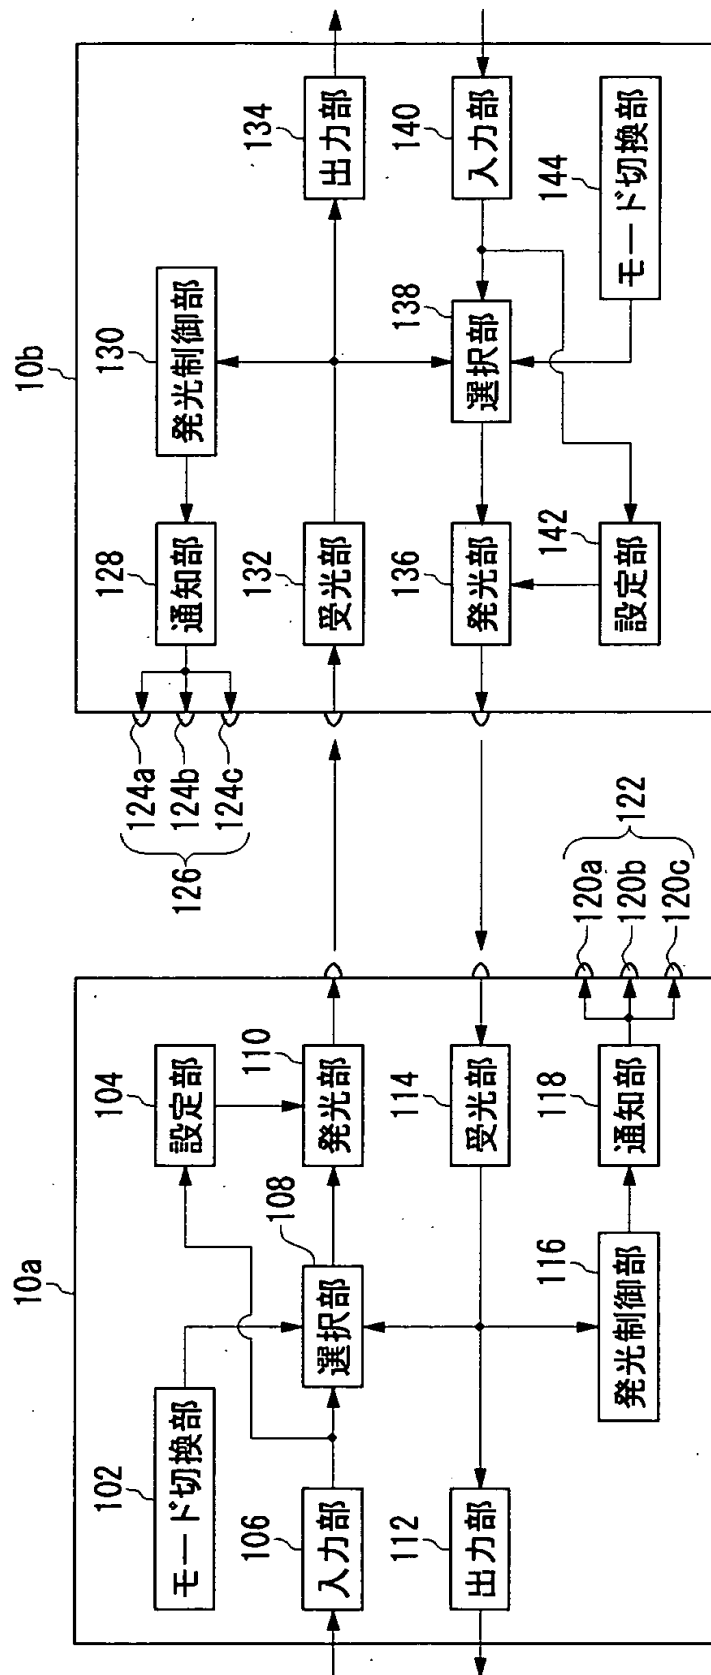 10a
102
モード切換部
104
設定部
106
入力部
108
選択部
110
発光部
112
出力部
114
受光部
116
発光制御部
118
通知部
120a
120b
120c
122
10b
124a
124b
124c
126
128
通知部
130
発光制御部
132
受光部
134
出力部
136
発光部
138
選択部
140
入力部
142
設定部
144
モード切換部